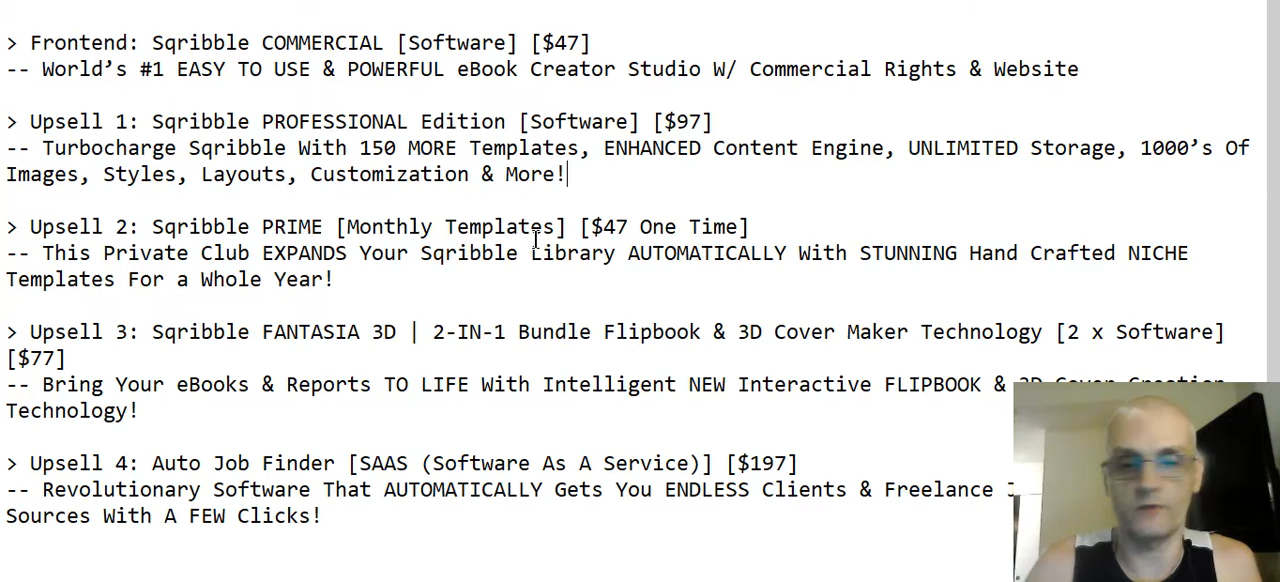 > Frontend: Sqribble COMMERCIAL [Software] [$47]
-- World’s #1 EASY TO USE & POWERFUL eBook Creator Studio W/ Commercial Rights & Website
> Upsell 1: Sqribble PROFESSIONAL Edition [Software] [$97]
-- Turbocharge Sqribble With 150 MORE Templates, ENHANCED Content Engine, UNLIMITED Storage, 1000’s Of
Images, Styles, Layouts, Customization & More!
> Upsell 2: Sqribble PRIME [Monthly Templates] [$47 One Time]
-- This Private Club EXPANDS Your Sqribble Library AUTOMATICALLY With STUNNING Hand Crafted NICHE
Templates For a Whole Year!
> Upsell 3: Sqribble FANTASIA 3D | 2-IN-1 Bundle Flipbook & 3D Cover Maker Technology [2 x Software]
[$77]
-- Bring Your eBooks & Reports TO LIFE With Intelligent NEW Interactive FLIPBOOK & 3D Cover Creation
Technology!
> Upsell 4: Auto Job Finder [SAAS (Software As A Service)] [$197]
-- Revolutionary Software That AUTOMATICALLY Gets You ENDLESS Clients & Freelance
Sources With A FEW Clicks!